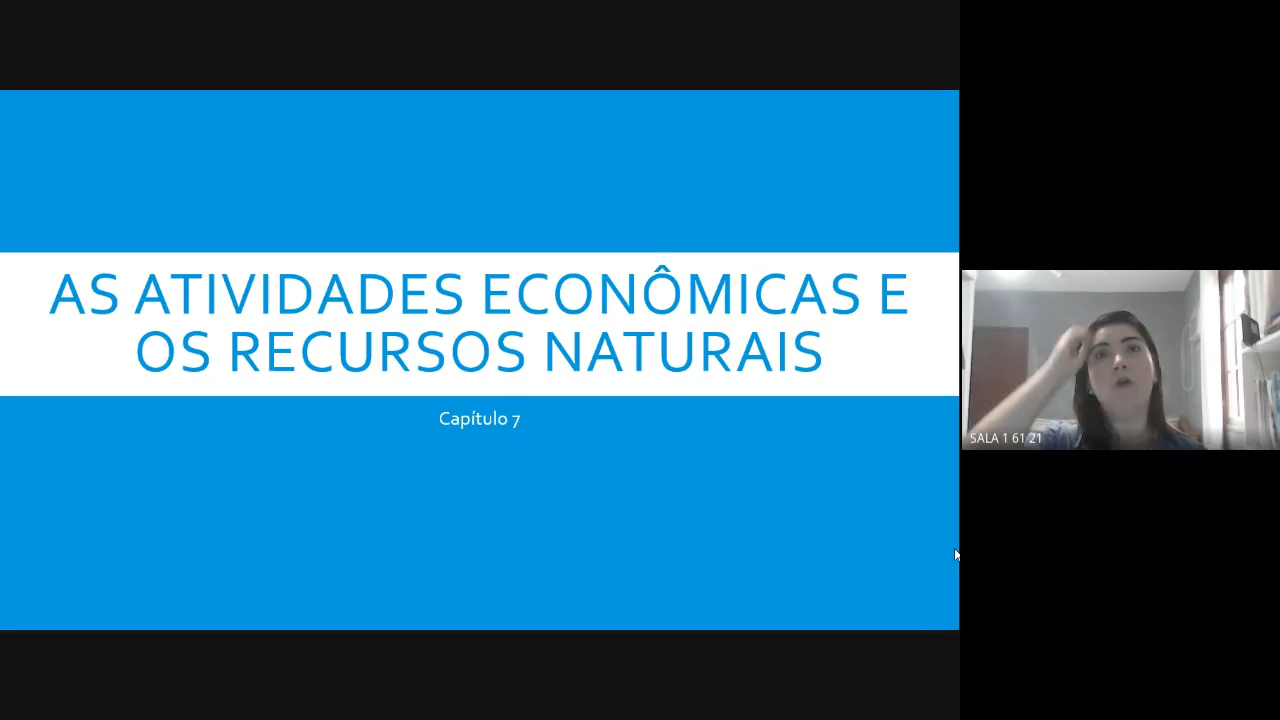 AS ATIVIDADES ECONÔMICAS E
OS RECURSOS NATURAIS
Capítulo 7
SALA 1 61 21